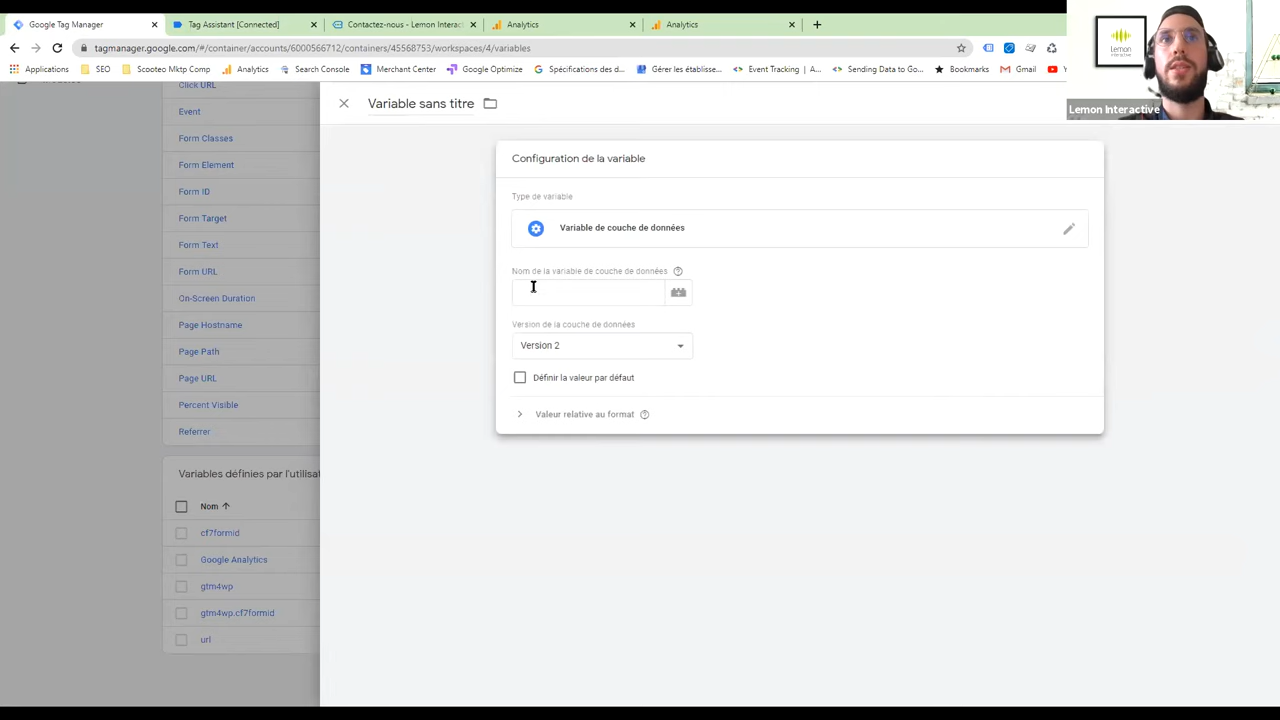 Google Tag Manager
Tag Assistant [Connected]
Contactez-nous - Lemon Interac
Analytics
Analytics
tagmanager.google.com/#/container/accounts/6000566712/containers/45568753/workspaces/4/variables
Applications
SEO
Scooteo Mktp Comp
Analytics
Search Console
Merchant Center
Google Optimize
Spécifications des d...
Gérer les établisse...
Event Tracking | A...
Sending Data to Go...
Bookmarks
Gmail
Lemon
Interactive
Lemon Interactive
Click URL
Event
Form Classes
Form Element
Form ID
Form Target
Form Text
Form URL
On-Screen Duration
Page Hostname
Page Path
Page URL
Percent Visible
Referrer
Variables définies par l'utilisat
Nom
cf7formid
Google Analytics
gtm4wp
gtm4wp.cf7formid
url
Variable sans titre
Configuration de la variable
Type de variable
Variable de couche de données
Nom de la variable de couche de données
Version de la couche de données
Version 2
Définir la valeur par défaut
Valeur relative au format